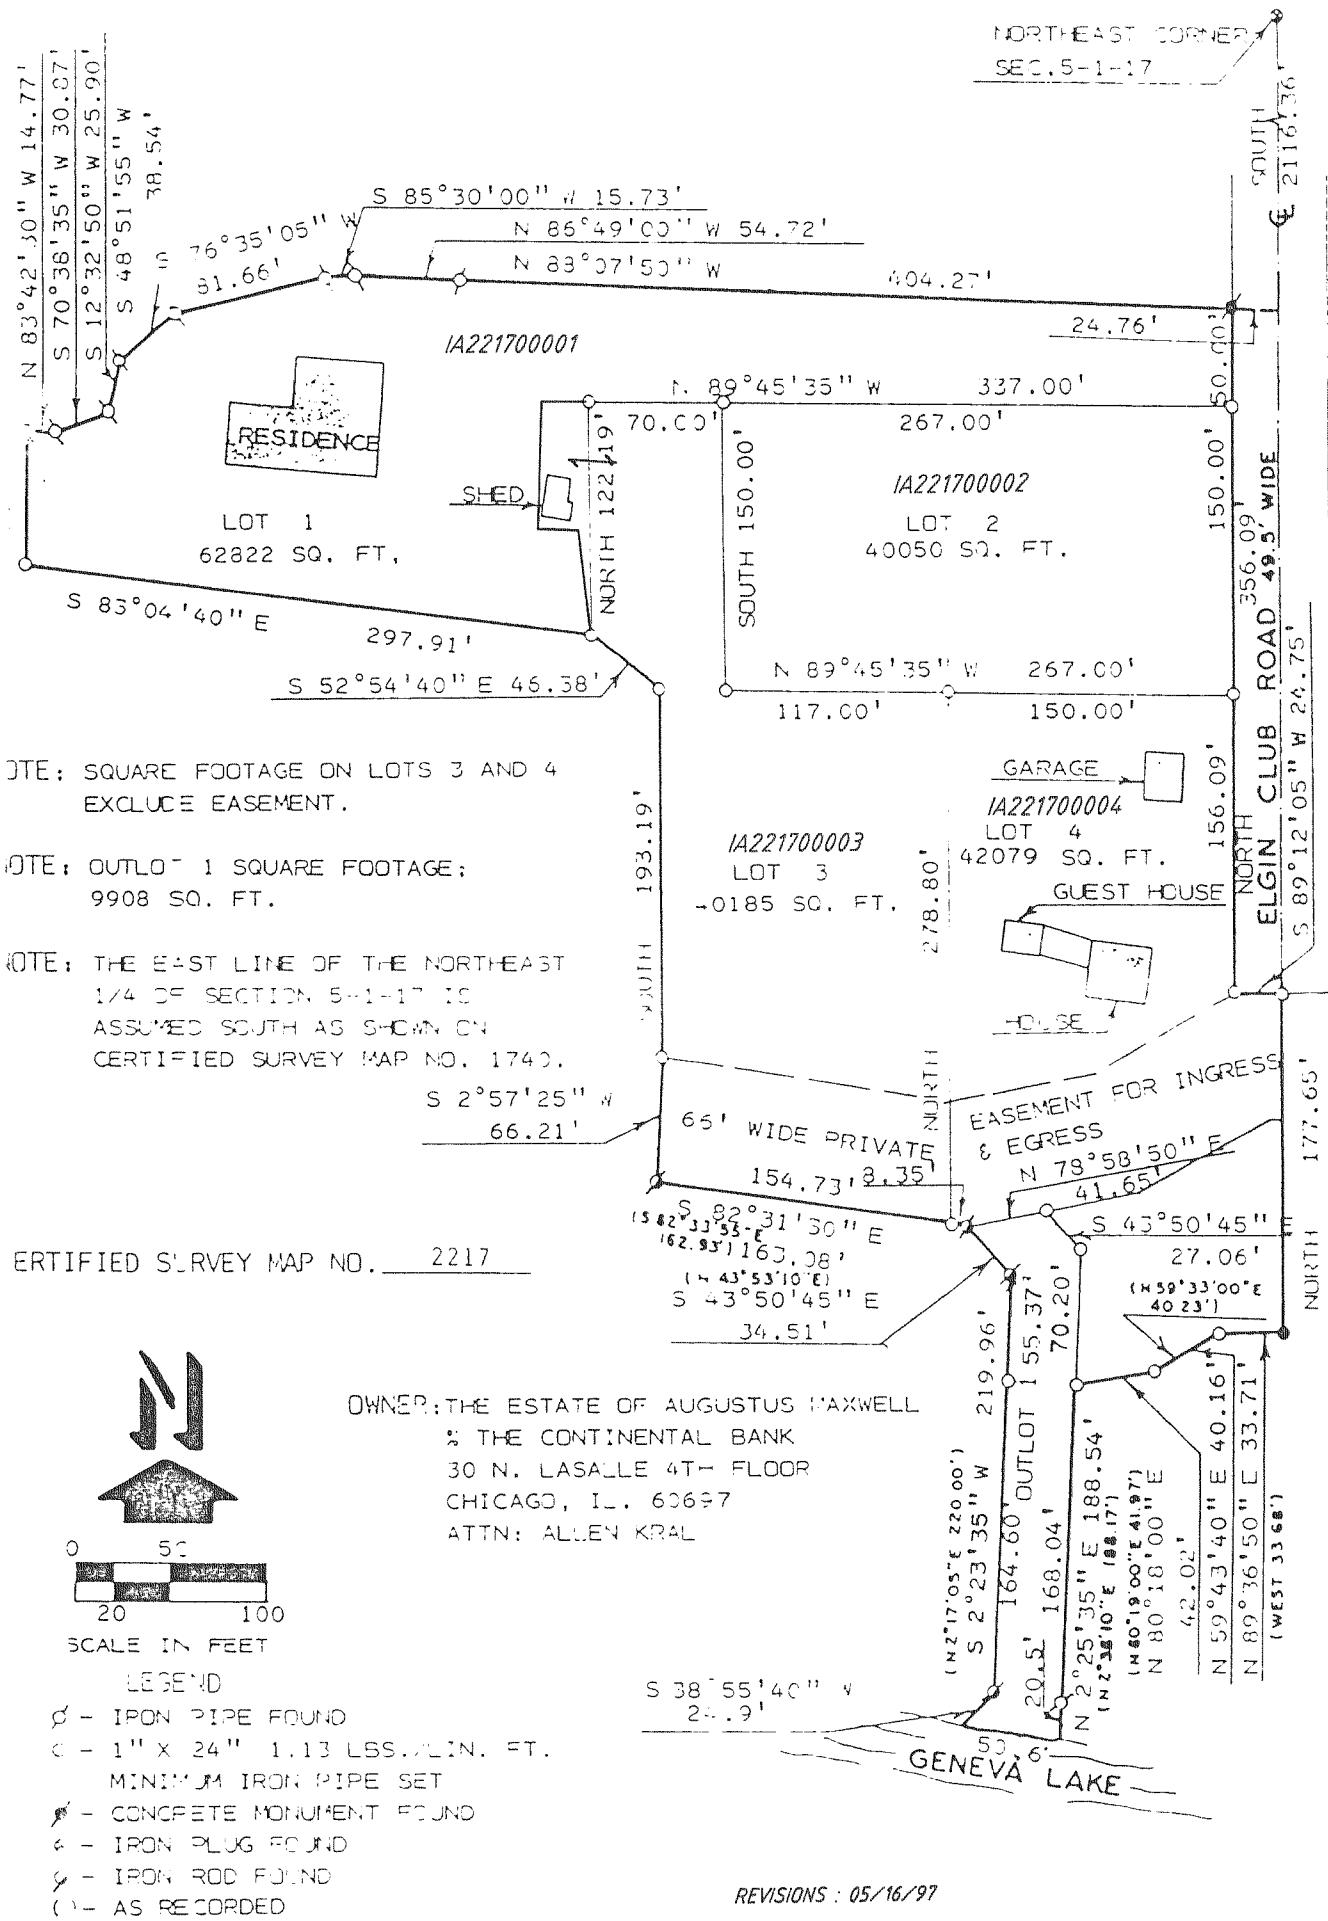 NORTHEAST CORNER
SEC. 5-1-17
SOUTH
2116.36'
N 83°42'30" W 14.77'
S 70°38'35" W 30.87'
S 12°32'50" W 25.90'
S 48°51'55" W
38.54'
S 76°35'05" W
81.66'
S 85°30'00" W 15.73'
N 86°49'00" W 54.72'
N 88°07'50" W 404.27'
24.76'
50.00'
IA221700001
RESIDENCE
SHED
LOT 1
62822 SQ. FT.
N 89°45'35" W 337.00'
70.00' 267.00'
NORTH 122.19'
SOUTH 150.00'
IA221700002
LOT 2
40050 SQ. FT.
150.00'
356.09'
NORTH
ELGIN CLUB ROAD 49.5' WIDE
S 89°12'05" W 24.75'
S 83°04'40" E
297.91'
S 52°54'40" E 46.38'
N 89°45'35" W 267.00'
117.00' 150.00'
156.09'
OTE: SQUARE FOOTAGE ON LOTS 3 AND 4
EXCLUDE EASEMENT.
OTE: OUTLOT 1 SQUARE FOOTAGE:
9908 SQ. FT.
OTE: THE EAST LINE OF THE NORTHEAST
1/4 OF SECTION 5-1-17 IS
ASSUMED SOUTH AS SHOWN ON
CERTIFIED SURVEY MAP NO. 1740.
SOUTH 193.19'
IA221700003
LOT 3
0185 SQ. FT.
NORTH 278.80'
GARAGE
IA221700004
LOT 4
42079 SQ. FT.
GUEST HOUSE
HOUSE
S 2°57'25" W
66.21'
66' WIDE PRIVATE
EASEMENT FOR INGRESS
& EGRESS
NORTH 177.65'
154.73' 8.35'
N 78°58'50" E
41.65'
S 82°31'30" E
(S 82°33'55" E
162.93') 163.08'
(N 43°53'10"E)
S 43°50'45" E
34.51'
S 43°50'45" E
27.06'
(N 59°33'00"E
40.23')
ERTIFIED SURVEY MAP NO. 2217
OWNER: THE ESTATE OF AUGUSTUS MAXWELL
% THE CONTINENTAL BANK
30 N. LASALLE 4TH FLOOR
CHICAGO, IL. 60697
ATTN: ALLEN KRAL
219.96'
55.37'
70.20'
OUTLOT 1
(N 2°17'05"E 220.00')
S 2°23'35" W
164.60'
168.04'
20.5'
N 2°25'35" E 188.54'
(N 2°38'10"E 188.17')
(N 80°19'00"E 41.97')
N 80°18'00" E
42.02'
N 59°43'40" E 40.16'
N 89°36'50" E 33.71'
(WEST 33.68')
0 50
20 100
SCALE IN FEET
LEGEND
- IRON PIPE FOUND
- 1" X 24" 1.13 LBS./LIN. FT.
MINIMUM IRON PIPE SET
- CONCRETE MONUMENT FOUND
- IRON PLUG FOUND
- IRON ROD FOUND
( ) - AS RECORDED
S 38°55'40" W
GENEVA LAKE
REVISIONS : 05/16/97